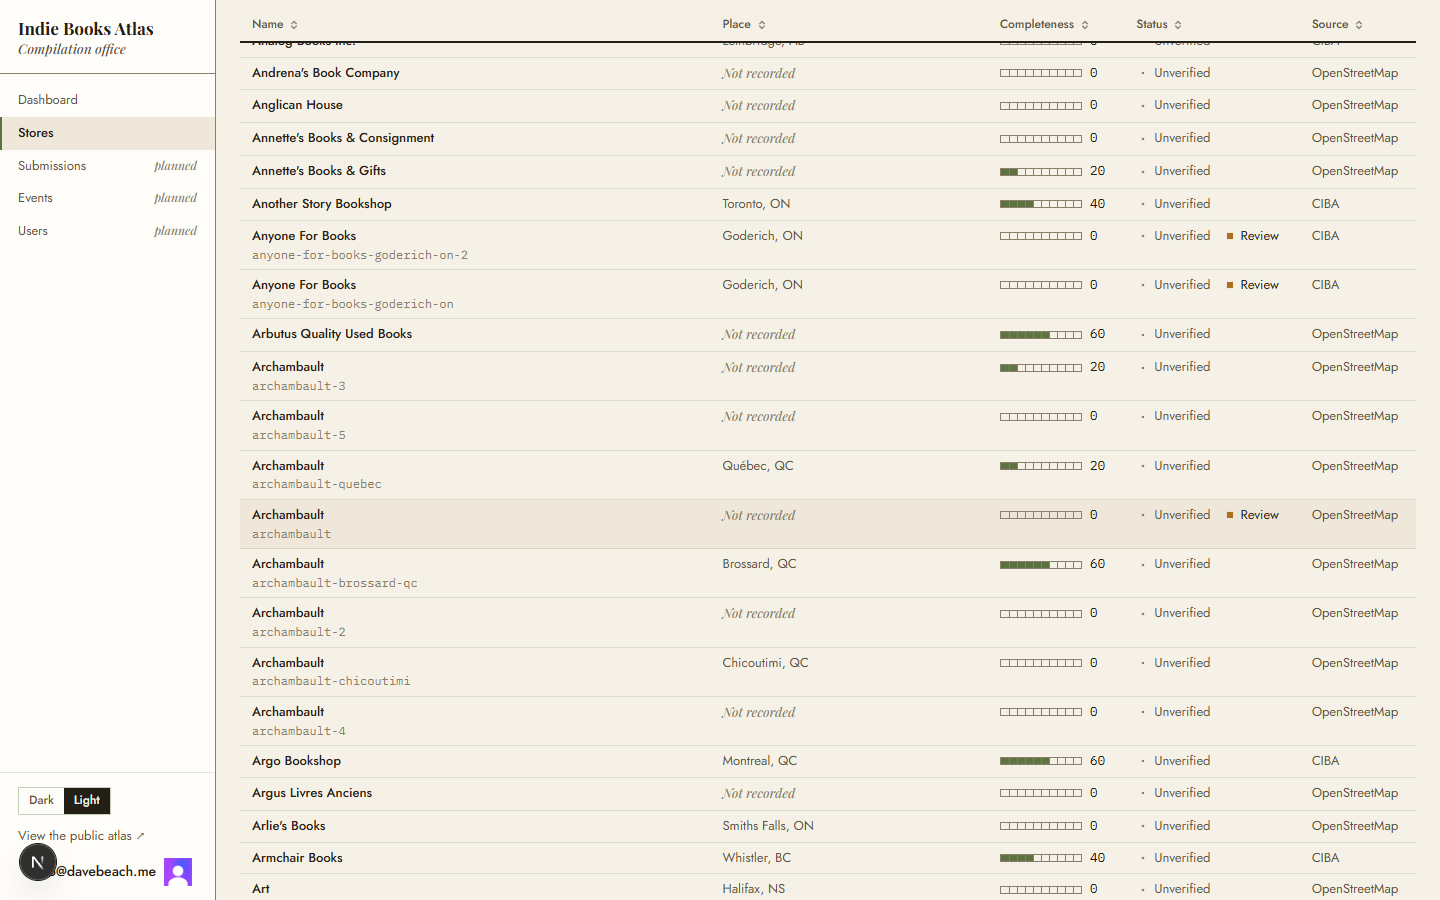 Indie Books Atlas
Compilation office
Dashboard
Stores
Submissions planned
Events planned
Users planned
Dark Light
View the public atlas ↗
N @davebeach.me
Name Place Completeness Status Source
Analog Books Inc. Lethbridge, AB 0 Unverified CIBA
Andrena's Book Company Not recorded 0 Unverified OpenStreetMap
Anglican House Not recorded 0 Unverified OpenStreetMap
Annette's Books & Consignment Not recorded 0 Unverified OpenStreetMap
Annette's Books & Gifts Not recorded 20 Unverified OpenStreetMap
Another Story Bookshop Toronto, ON 40 Unverified CIBA
Anyone For Books Goderich, ON 0 Unverified Review CIBA
anyone-for-books-goderich-on-2
Anyone For Books Goderich, ON 0 Unverified Review CIBA
anyone-for-books-goderich-on
Arbutus Quality Used Books Not recorded 60 Unverified OpenStreetMap
Archambault Not recorded 20 Unverified OpenStreetMap
archambault-3
Archambault Not recorded 0 Unverified OpenStreetMap
archambault-5
Archambault Québec, QC 20 Unverified OpenStreetMap
archambault-quebec
Archambault Not recorded 0 Unverified Review OpenStreetMap
archambault
Archambault Brossard, QC 60 Unverified OpenStreetMap
archambault-brossard-qc
Archambault Not recorded 0 Unverified OpenStreetMap
archambault-2
Archambault Chicoutimi, QC 0 Unverified OpenStreetMap
archambault-chicoutimi
Archambault Not recorded 0 Unverified OpenStreetMap
archambault-4
Argo Bookshop Montreal, QC 60 Unverified CIBA
Argus Livres Anciens Not recorded 0 Unverified OpenStreetMap
Arlie's Books Smiths Falls, ON 0 Unverified OpenStreetMap
Armchair Books Whistler, BC 40 Unverified CIBA
Art Halifax, NS 0 Unverified OpenStreetMap